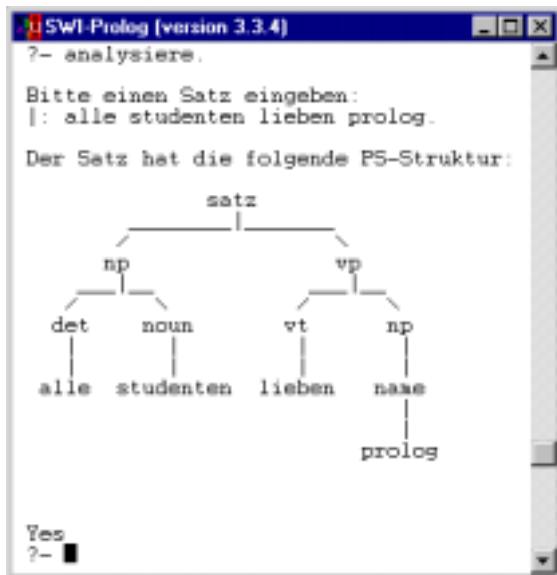 SWI-Prolog (version 3.3.4)
?- analysiere.
Bitte einen Satz eingeben:
|: alle studenten lieben prolog.
Der Satz hat die folgende PS-Struktur:
satz
np vp
det noun vt np
alle studenten lieben name
prolog
Yes
?-